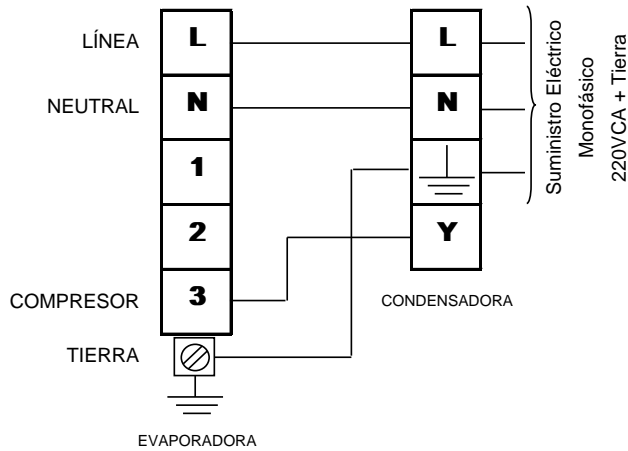 LÍNEA L L
NEUTRAL N N
1
2 Y
COMPRESOR 3 CONDENSADORA
TIERRA
EVAPORADORA
Suministro Eléctrico
Monofásico
220VCA + Tierra